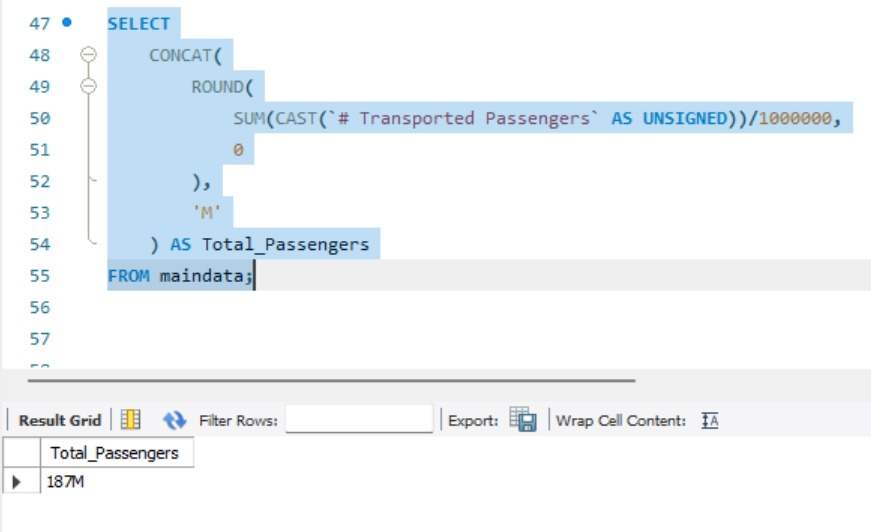 47 SELECT
48 CONCAT(
49 ROUND(
50 SUM(CAST(`# Transported Passengers` AS UNSIGNED))/1000000,
51 0
52 ),
53 'M'
54 ) AS Total_Passengers
55 FROM maindata;
56
57
Result Grid Filter Rows: Export: Wrap Cell Content:
Total_Passengers
187M